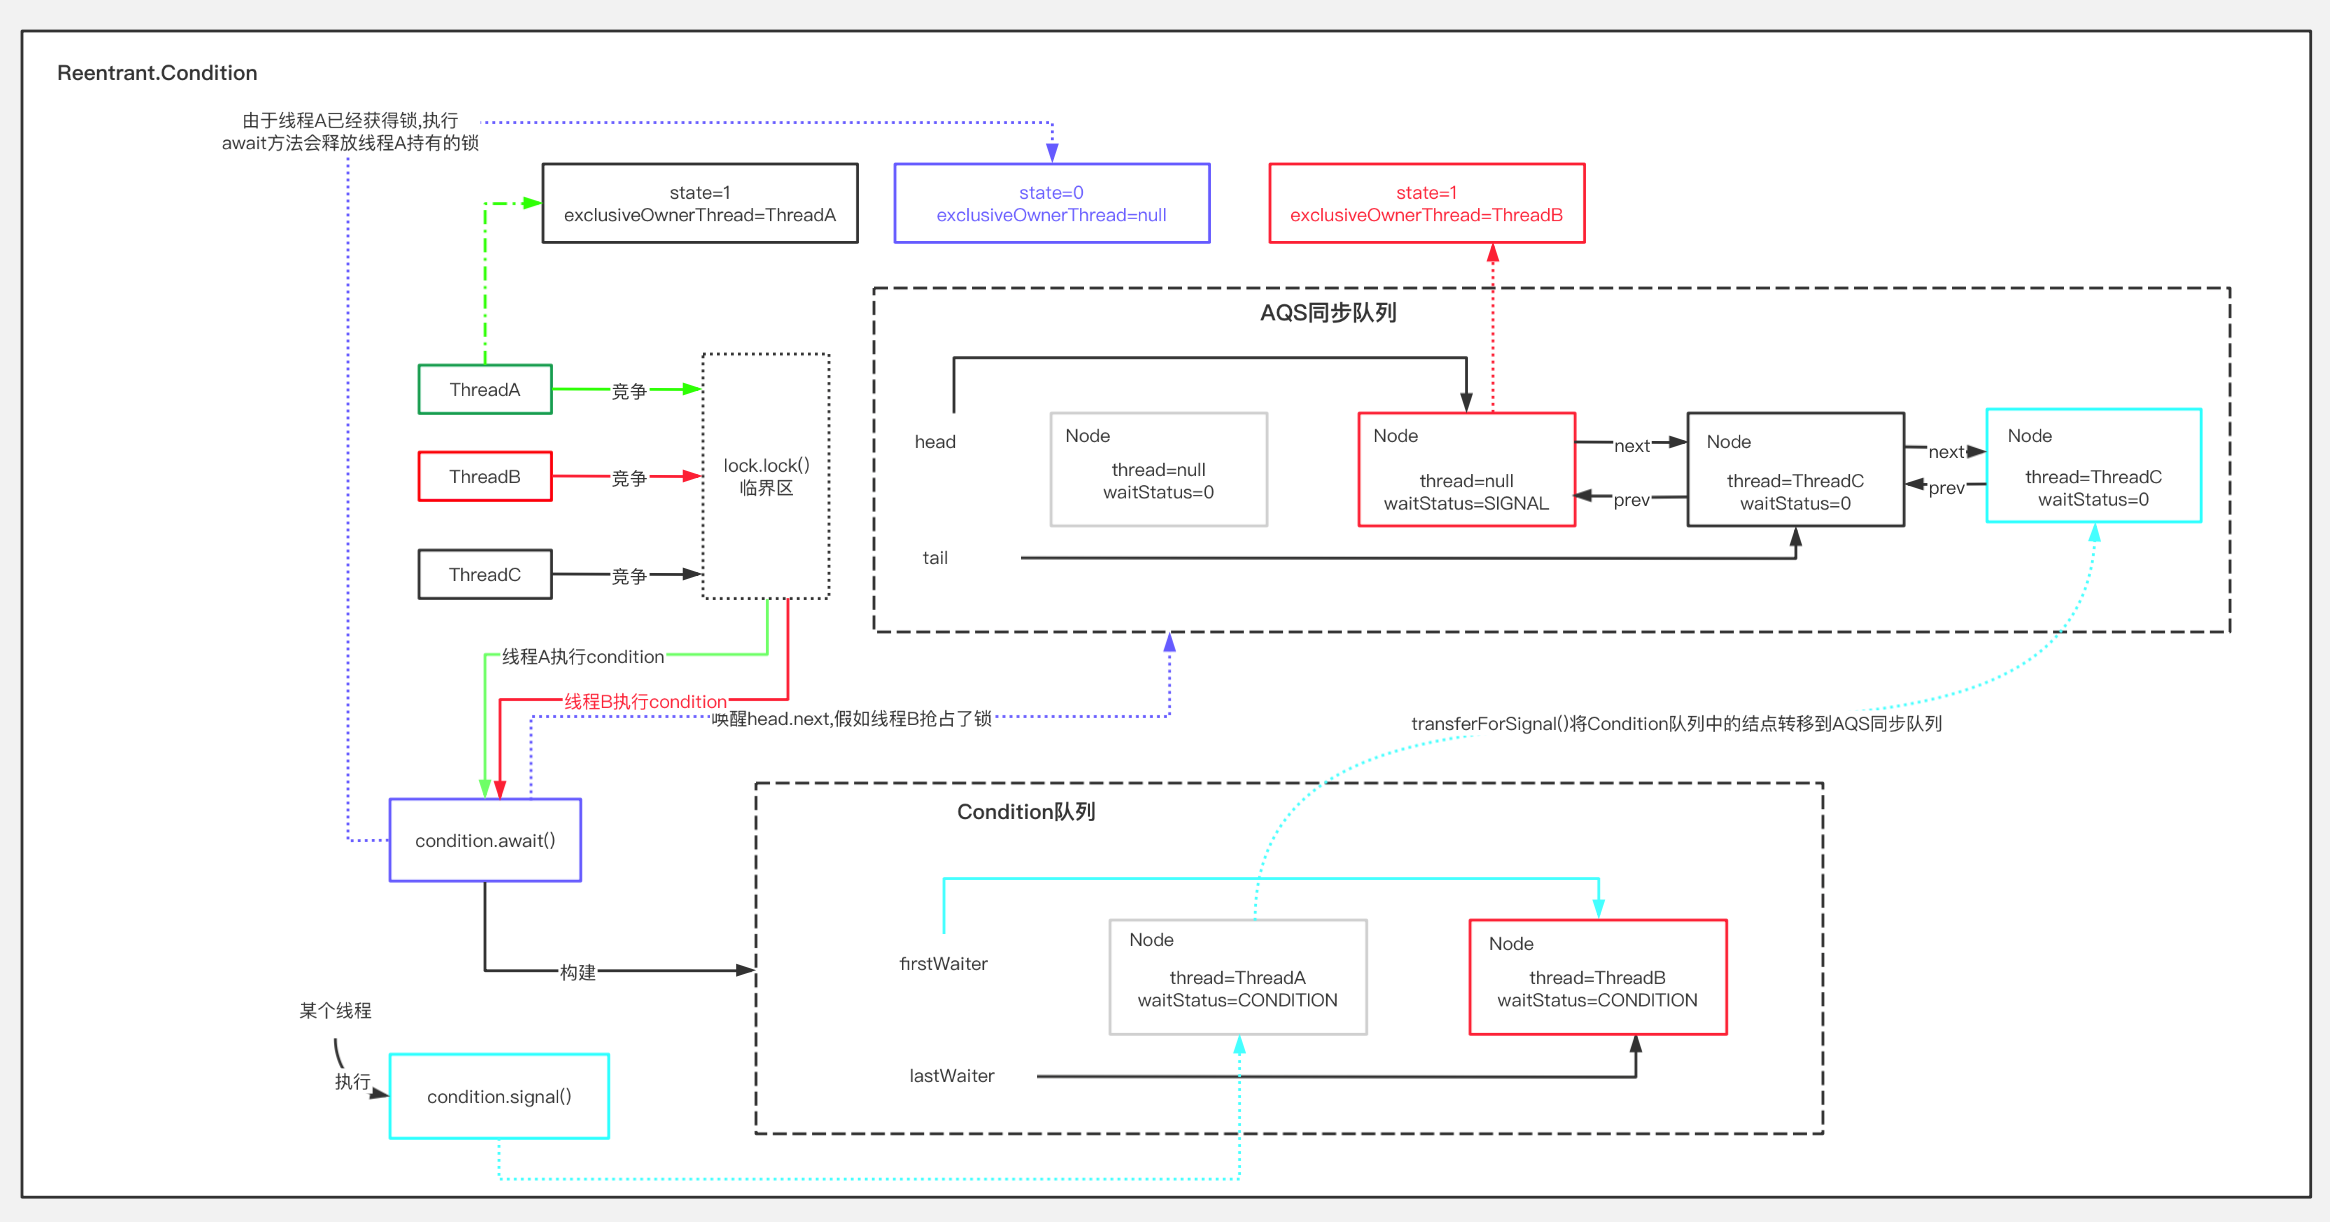 Reentrant.Condition
由于线程A已经获得锁,执行
await方法会释放线程A持有的锁
state=1
exclusiveOwnerThread=ThreadA
state=0
exclusiveOwnerThread=null
state=1
exclusiveOwnerThread=ThreadB
AQS同步队列
ThreadA
竞争
ThreadB
竞争
ThreadC
竞争
lock.lock()
临界区
head
tail
Node
thread=null
waitStatus=0
Node
thread=null
waitStatus=SIGNAL
next
prev
Node
thread=ThreadC
waitStatus=0
next
prev
Node
thread=ThreadC
waitStatus=0
线程A执行condition
线程B执行condition
唤醒head.next,假如线程B抢占了锁
transferForSignal()将Condition队列中的结点转移到AQS同步队列
condition.await()
Condition队列
构建
firstWaiter
lastWaiter
Node
thread=ThreadA
waitStatus=CONDITION
Node
thread=ThreadB
waitStatus=CONDITION
某个线程
执行
condition.signal()